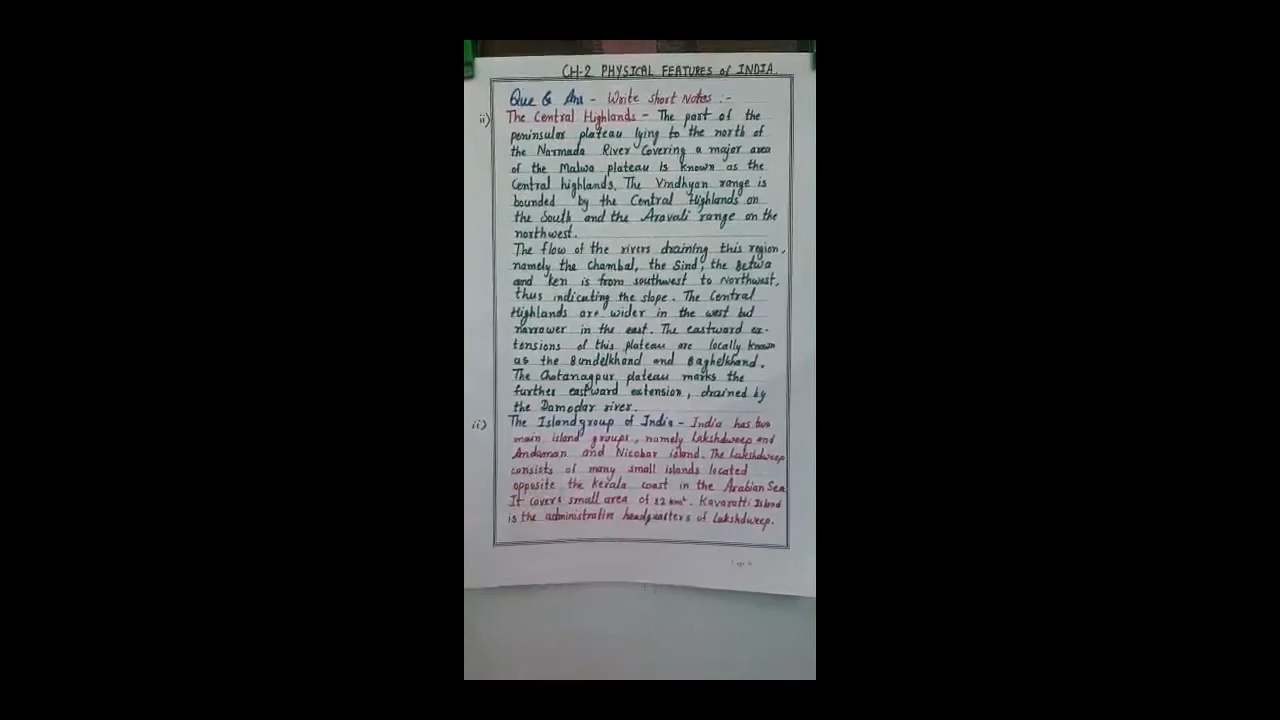 CH-2 PHYSICAL FEATURES of INDIA.
Que & Ans - Write Short Notes :-
ii) The Central Highlands - The part of the
peninsular plateau lying to the north of
the Narmada River Covering a major area
of the Malwa plateau is known as the
Central highlands. The Vindhyan range is
bounded by the Central Highlands on
the South and the Aravali range on the
northwest.
The flow of the rivers draining this region,
namely the Chambal, the Sind, the Betwa
and Ken is from southwest to Northwest,
thus indicating the slope. The Central
Highlands are wider in the west but
narrower in the east. The eastward ex-
tensions of this plateau are locally known
as the Bundelkhand and Baghelkhand.
The Chotanagpur plateau marks the
further eastward extension, drained by
the Damodar river.
ii) The Island group of India - India has two
main island groups, namely Lakshdweep and
Andaman and Nicobar island. The Lakshdweep
consists of many small islands located
opposite the kerala coast in the Arabian Sea
It covers small area of 32 km². Kavaratti Island
is the administrative headquarters of Lakshdweep.